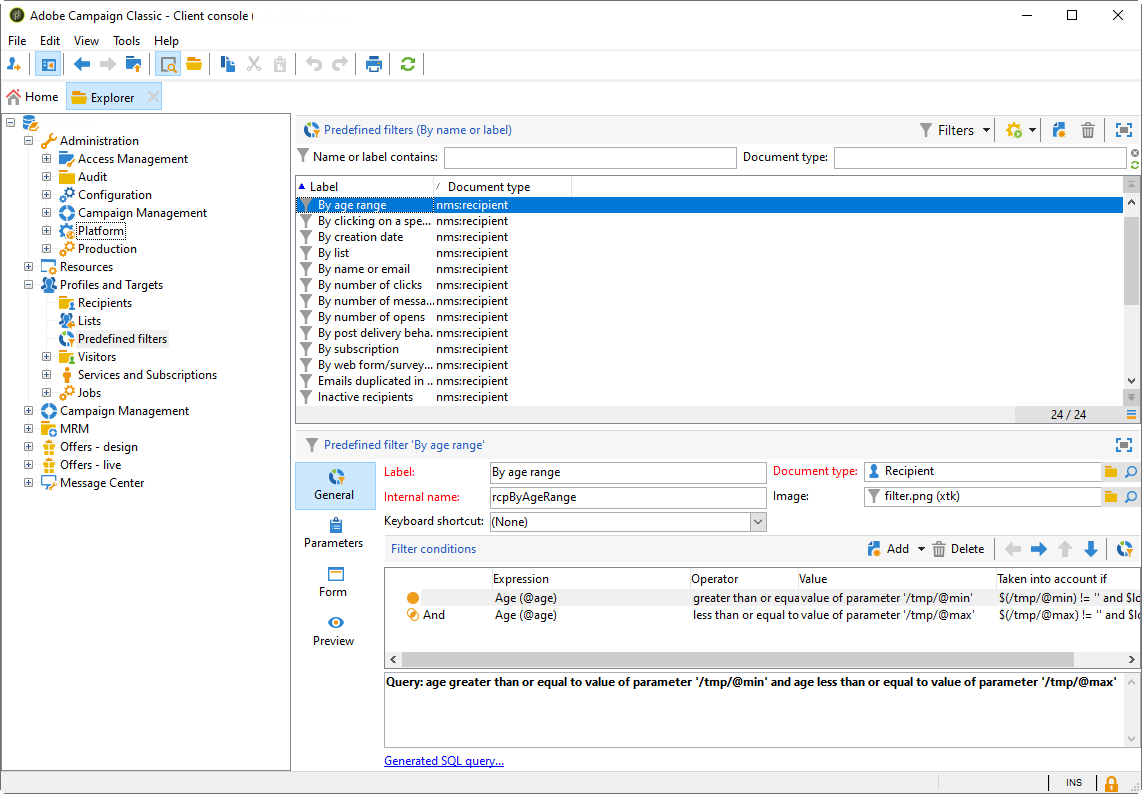 Adobe Campaign Classic - Client console (
File Edit View Tools Help
Home Explorer
Administration
Access Management
Audit
Configuration
Campaign Management
Platform
Production
Resources
Profiles and Targets
Recipients
Lists
Predefined filters
Visitors
Services and Subscriptions
Jobs
Campaign Management
MRM
Offers - design
Offers - live
Message Center
Predefined filters (By name or label) Filters
Name or label contains: Document type:
Label Document type
By age range nms:recipient
By clicking on a spe... nms:recipient
By creation date nms:recipient
By list nms:recipient
By name or email nms:recipient
By number of clicks nms:recipient
By number of messa... nms:recipient
By number of opens nms:recipient
By post delivery beha... nms:recipient
By subscription nms:recipient
By web form/survey... nms:recipient
Emails duplicated in ... nms:recipient
Inactive recipients nms:recipient
24 / 24
Predefined filter 'By age range'
General
Parameters
Form
Preview
Label: By age range Document type: Recipient
Internal name: rcpByAgeRange Image: filter.png (xtk)
Keyboard shortcut: (None)
Filter conditions Add Delete
Expression Operator Value Taken into account if
Age (@age) greater than or equa value of parameter '/tmp/@min' $(/tmp/@min) != '' and $lo
And Age (@age) less than or equal to value of parameter '/tmp/@max' $(/tmp/@max) != '' and $lo
Query: age greater than or equal to value of parameter '/tmp/@min' and age less than or equal to value of parameter '/tmp/@max'
Generated SQL query...
INS